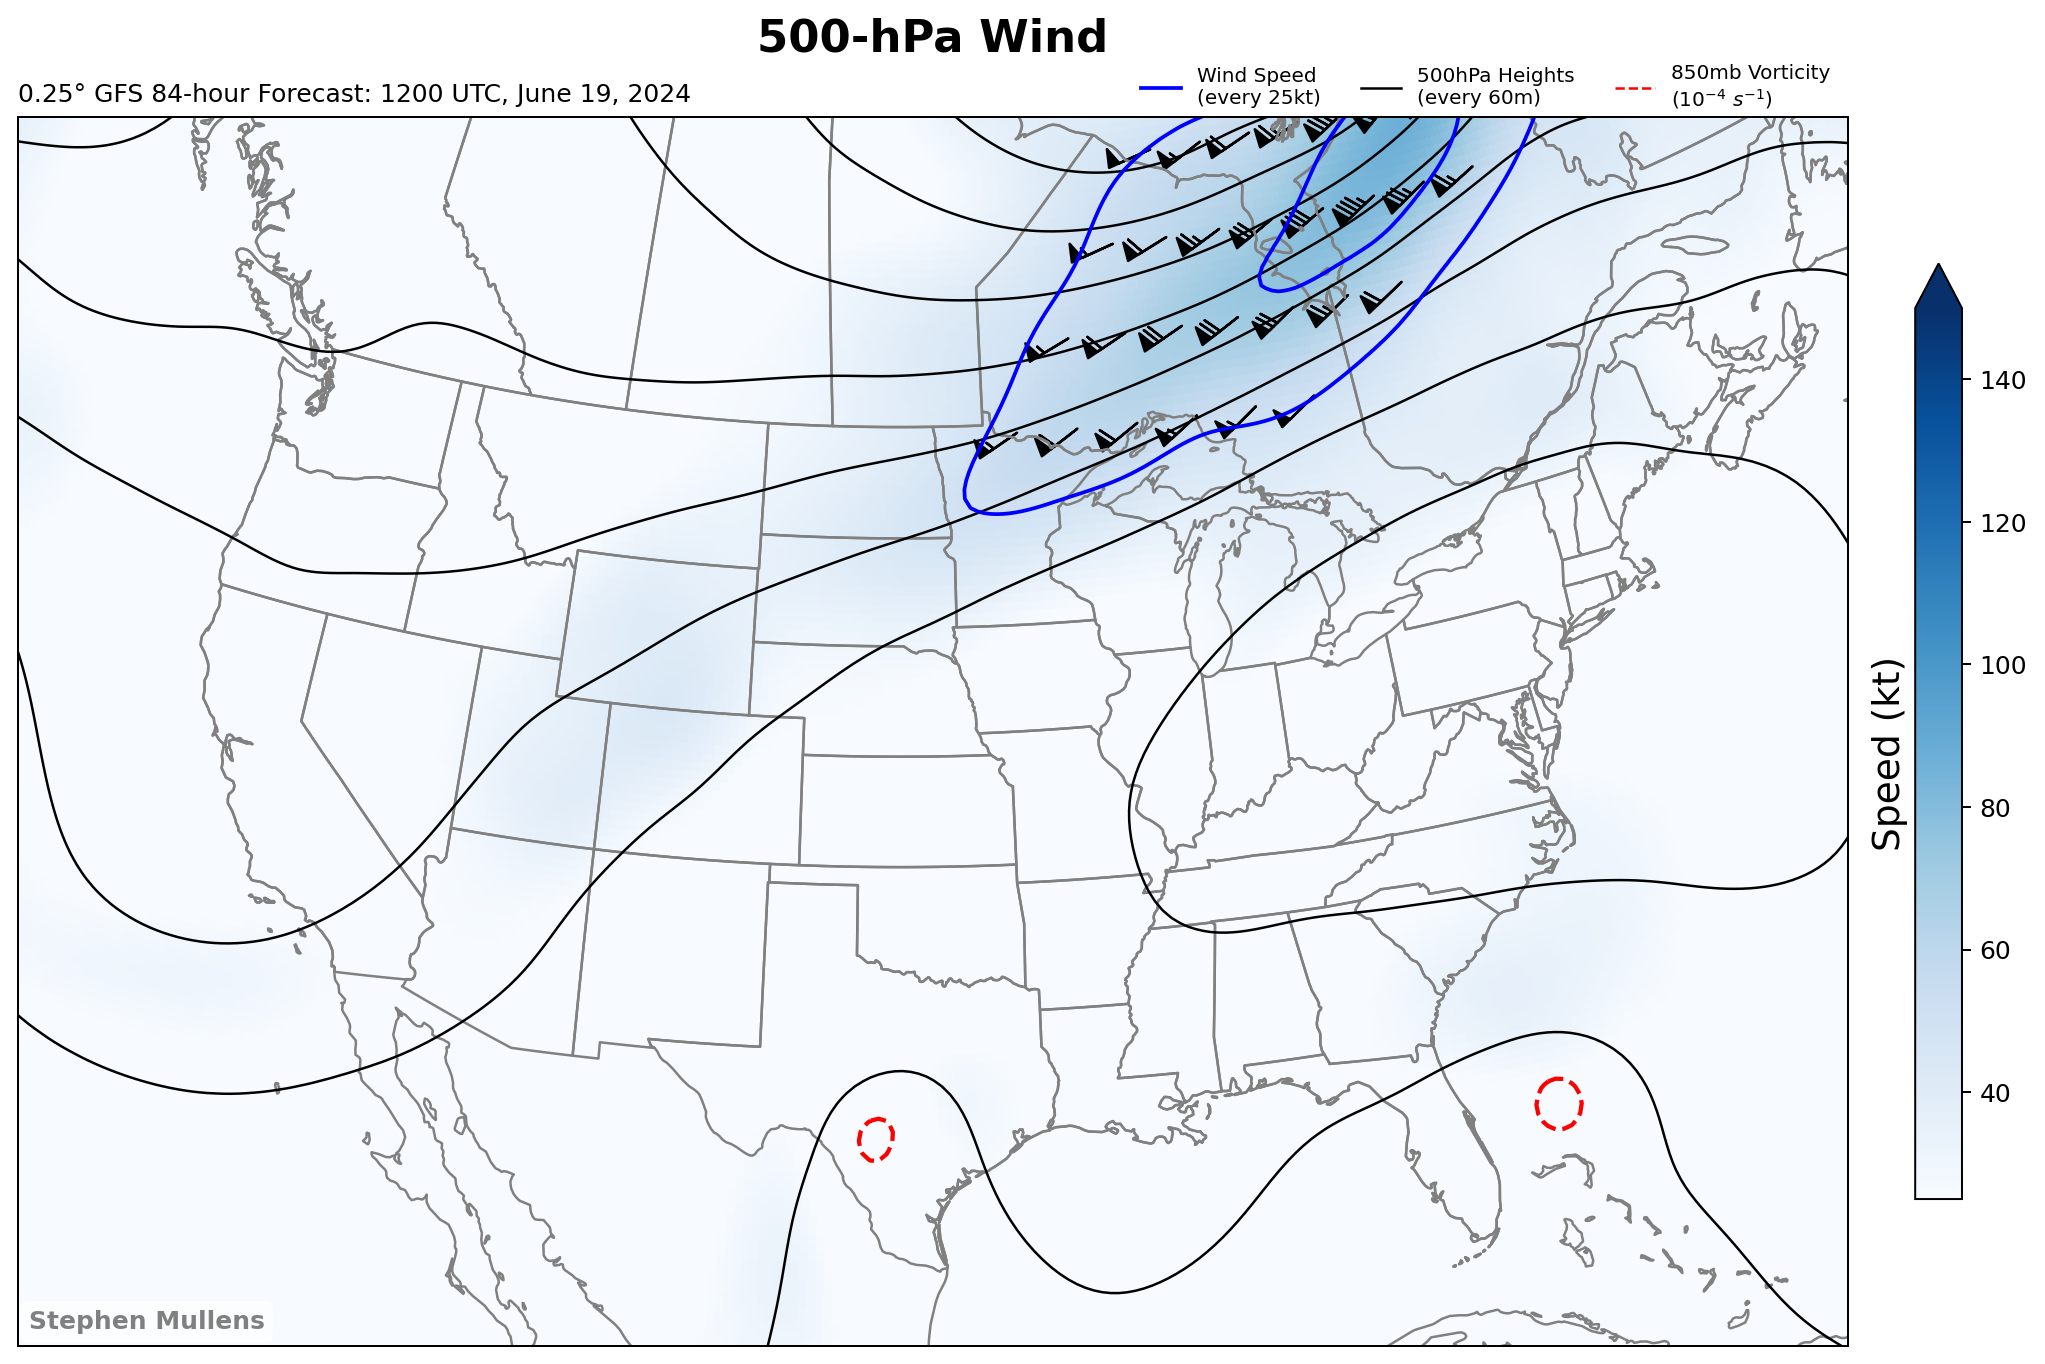 500-hPa Wind
0.25° GFS 84-hour Forecast: 1200 UTC, June 19, 2024
Wind Speed
(every 25kt)
500hPa Heights
(every 60m)
850mb Vorticity
(10⁻⁴ s⁻¹)
140
120
100
80
60
40
Speed (kt)
Stephen Mullens